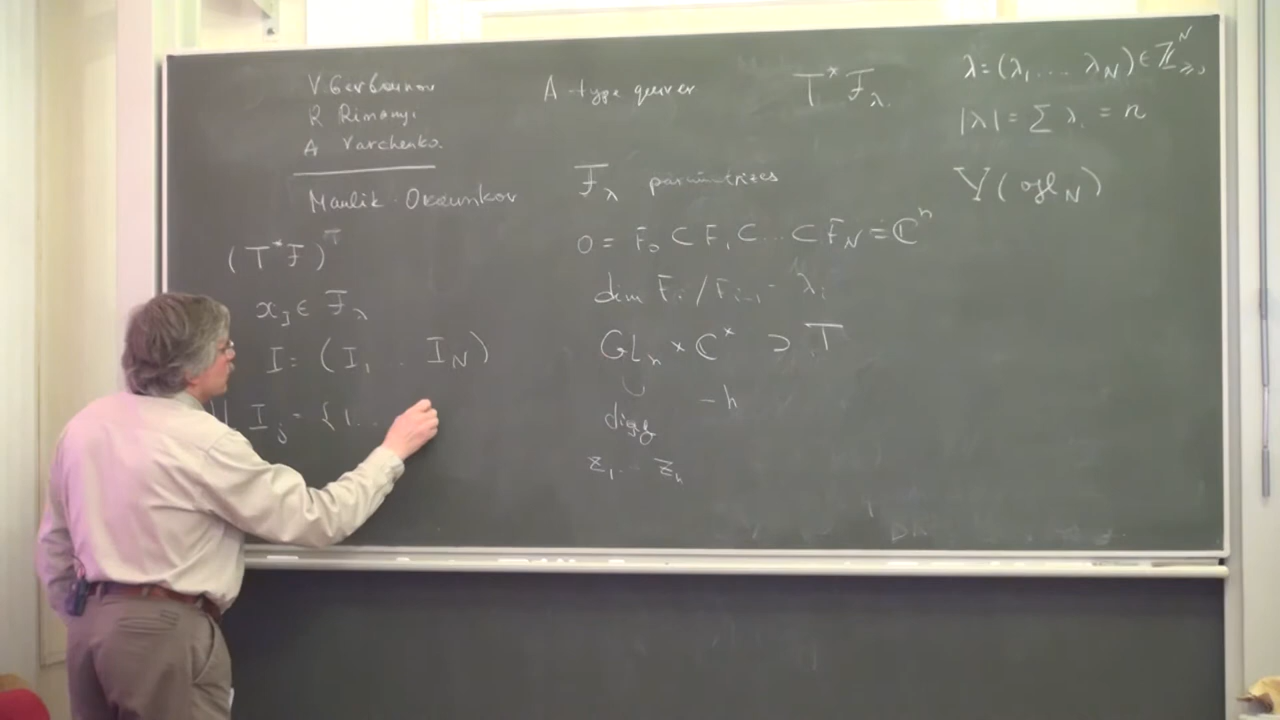 V Gorbounov
R Rimanyi
A Varchenko.
Maulik - Okounkov
(T*F)^T
x_J ∈ F_λ
I = (I_1 ... I_N)
I_j = {1...
A-type quiver
T*F_λ.
F_λ parametrizes
0 = F_0 ⊂ F_1 ⊂ ... ⊂ F_N = ℂ^n
dim F_i / F_{i-1} = λ_i
GL_n × ℂ^* ⊃ T
∪
-h
diag
z_1 ... z_n
λ = (λ_1 .... λ_N) ∈ ℤ^N_{≥0}
|λ| = Σ λ_i = n
Y(gl_N)